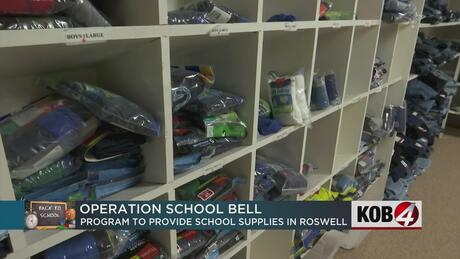 BOYS LARGE
OPERATION SCHOOL BELL
PROGRAM TO PROVIDE SCHOOL SUPPLIES IN ROSWELL
BACK TO
SCHOOL
KOB 4